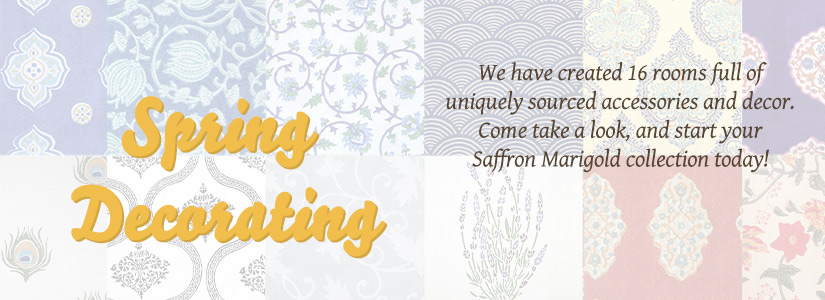 Spring
Decorating
We have created 16 rooms full of
uniquely sourced accessories and decor.
Come take a look, and start your
Saffron Marigold collection today!